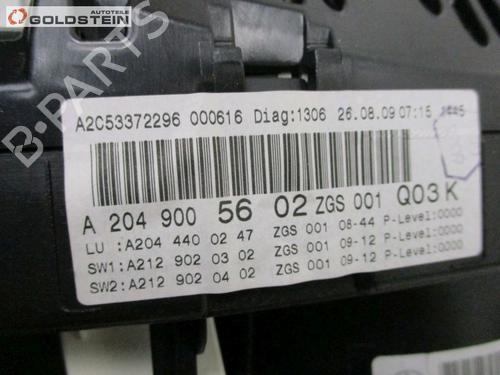 Autoteile
GOLDSTEIN
B-PARTS
A2C53372296 000616 Diag:1306 26.08.09 07:15
A 204 900 56 02 ZGS 001 Q03 K
LU : A204 440 02 47 ZGS 001 08-44 P-Level:0000
SW1: A212 902 03 02 ZGS 001 09-12 P-Level:0000
SW2: A212 902 04 02 ZGS 001 09-12 P-Level:0000